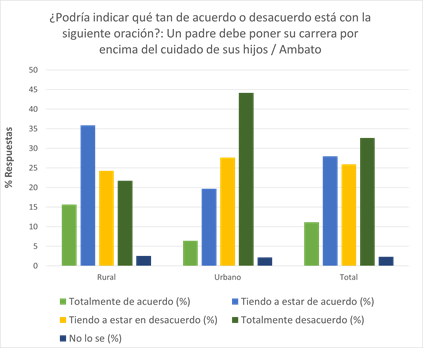 ¿Podría indicar qué tan de acuerdo o desacuerdo está con la
siguiente oración?: Un padre debe poner su carrera por
encima del cuidado de sus hijos / Ambato
50
45
40
35
30
25
20
15
10
5
0
% Respuestas
Rural Urbano Total
Totalmente de acuerdo (%) Tiendo a estar de acuerdo (%)
Tiendo a estar en desacuerdo (%) Totalmente desacuerdo (%)
No lo se (%)